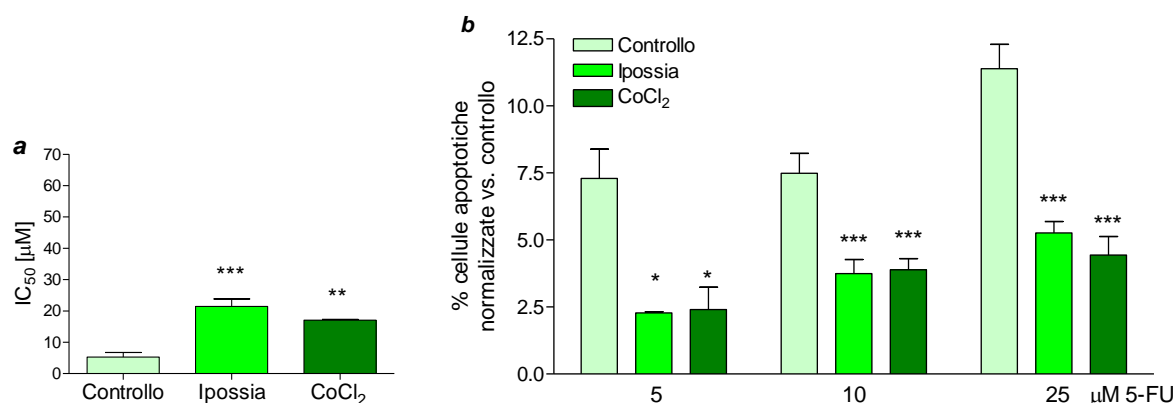 a
IC50 [µM]
70
60
50
40
30
20
10
0
***
**
Controllo
Ipossia
CoCl2
b
% cellule apoptotiche
normalizzate vs. controllo
12.5
10.0
7.5
5.0
2.5
0.0
Controllo
Ipossia
CoCl2
*
*
***
***
***
***
5
10
25
µM 5-FU